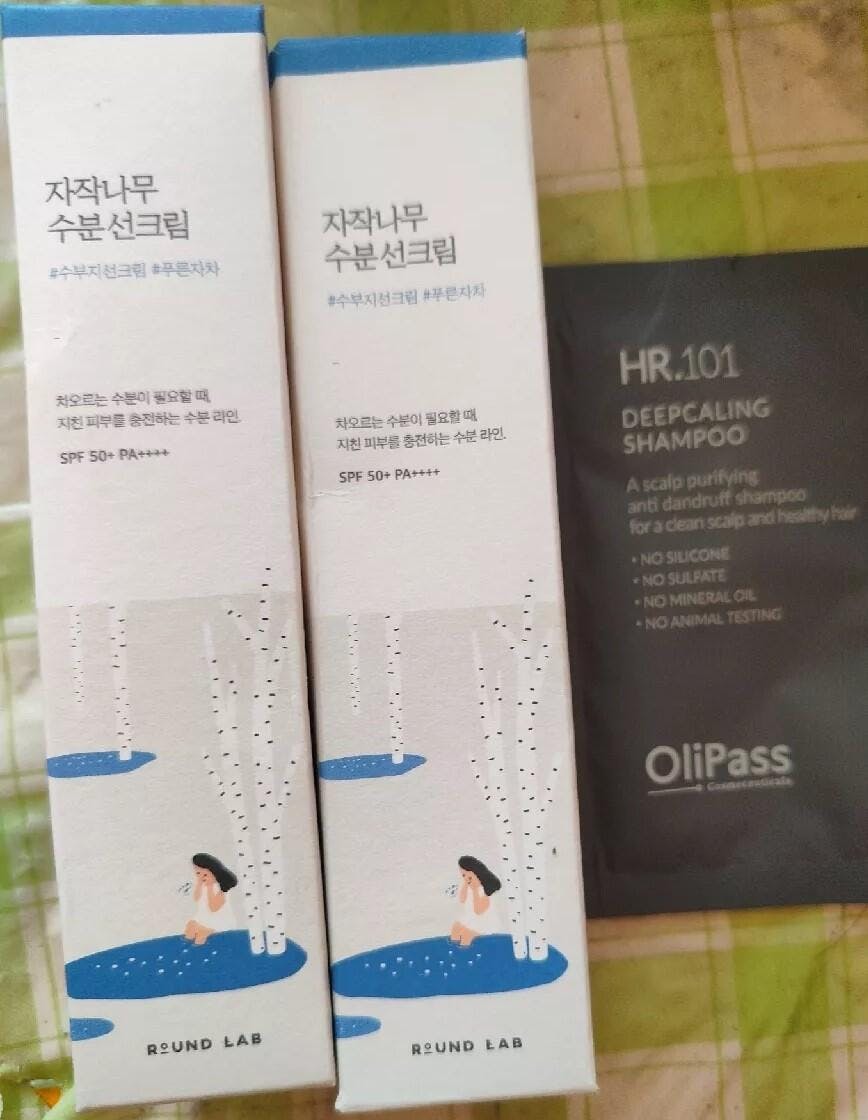 자작나무
수분선크림
#수부지선크림 #푸른자차
차오르는 수분이 필요할 때,
지친 피부를 충전하는 수분 라인.
SPF 50+ PA++++
ROUND LAB
자작나무
수분선크림
#수부지선크림 #푸른자차
차오르는 수분이 필요할 때,
지친 피부를 충전하는 수분 라인.
SPF 50+ PA++++
ROUND LAB
HR.101
DEEPCALING
SHAMPOO
A scalp purifying
anti dandruff shampoo
for a clean scalp and healthy hair
• NO SILICONE
• NO SULFATE
• NO MINERAL OIL
• NO ANIMAL TESTING
OliPass
Cosmeceuticals